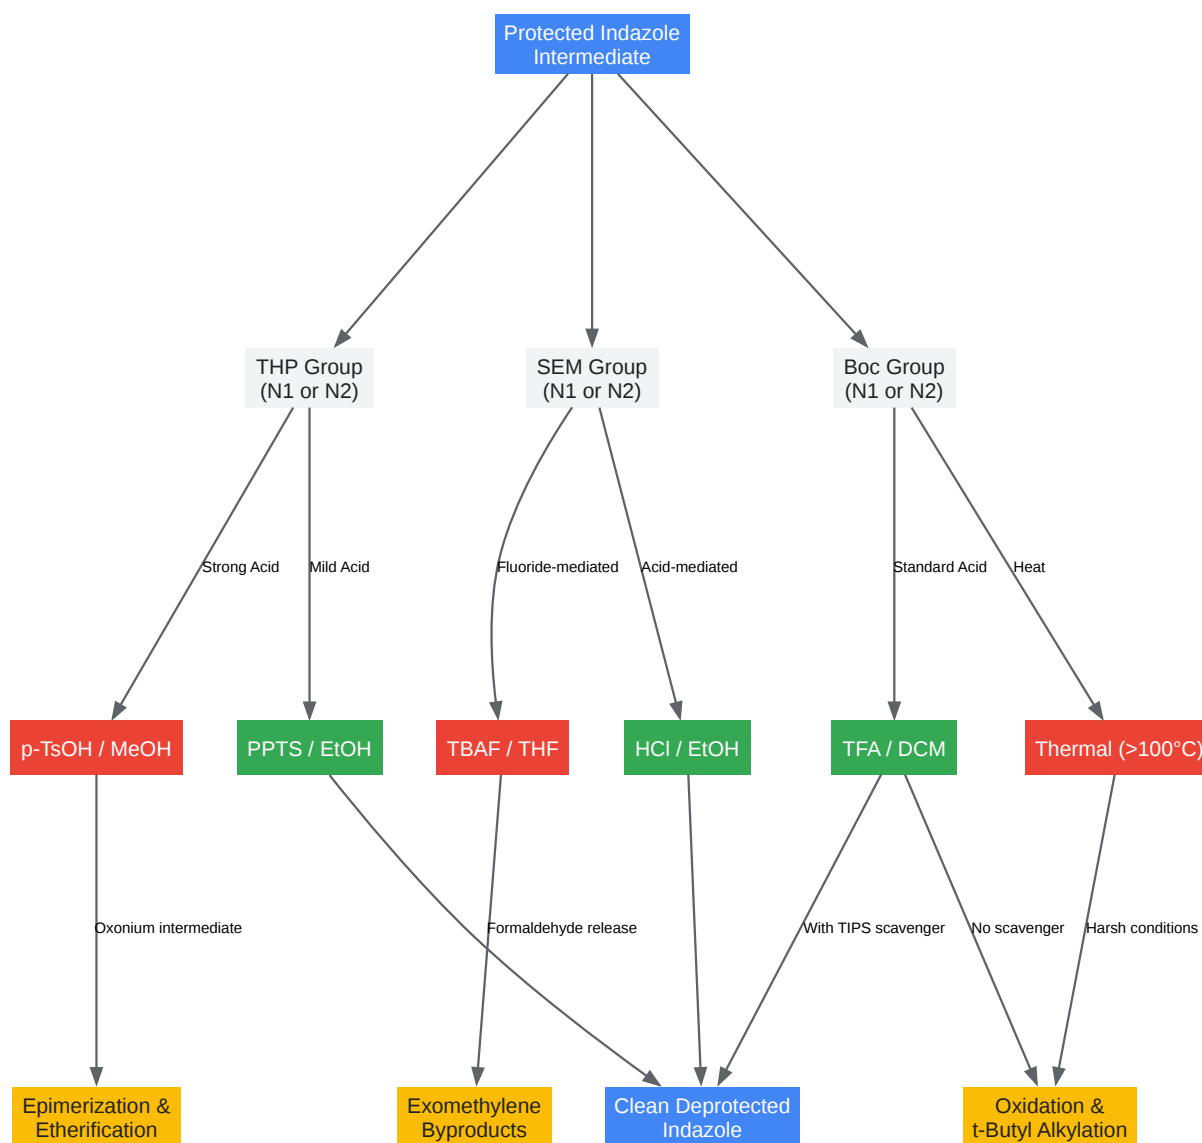 Protected Indazole
Intermediate
THP Group
(N1 or N2)
SEM Group
(N1 or N2)
Boc Group
(N1 or N2)
Strong Acid
Mild Acid
Fluoride-mediated
Acid-mediated
Standard Acid
Heat
p-TsOH / MeOH
PPTS / EtOH
TBAF / THF
HCl / EtOH
TFA / DCM
Thermal (>100°C)
Oxonium intermediate
Formaldehyde release
With TIPS scavenger
No scavenger
Harsh conditions
Epimerization &
Etherification
Exomethylene
Byproducts
Clean Deprotected
Indazole
Oxidation &
t-Butyl Alkylation